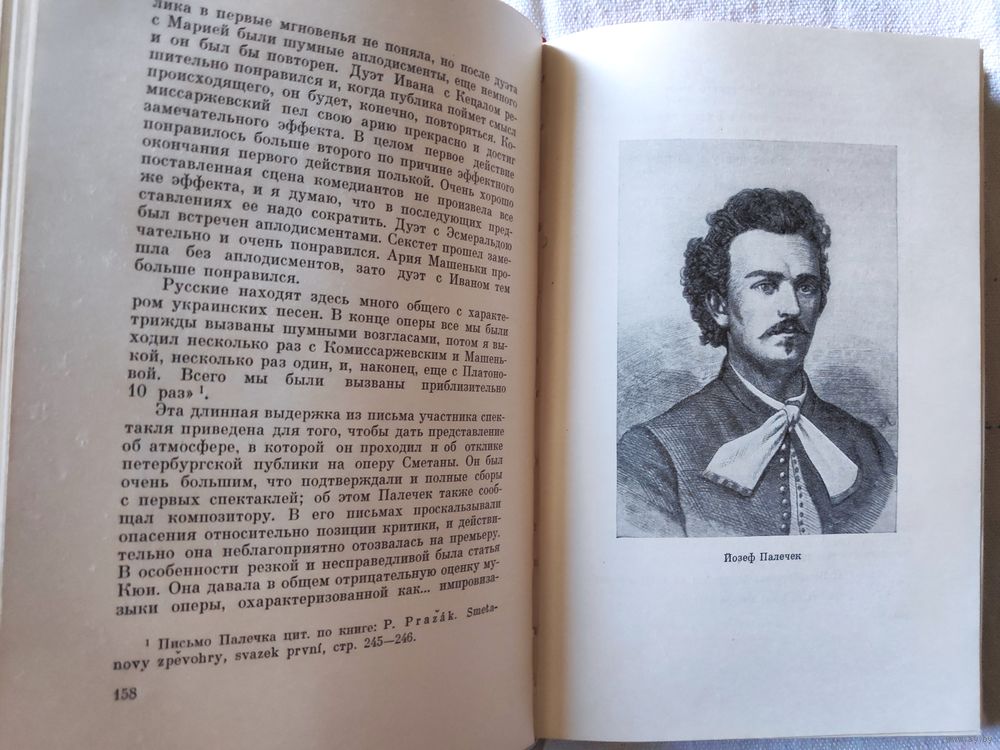 лика в первые мгновенья не поняла, но после дуэта
с Марией были шумные аплодисменты, еще немного
и он был бы повторен. Дуэт Ивана с Кецалом ре-
шительно понравился и, когда публика поймет смысл
происходящего, он будет, конечно, повторяться. Ко-
миссаржевский пел свою арию прекрасно и достиг
замечательного эффекта. В целом первое действие
понравилось больше второго по причине эффектного
окончания первого действия полькой. Очень хорошо
поставленная сцена комедиантов не произвела все
же эффекта, и я думаю, что в последующих пред-
ставлениях ее надо сократить. Дуэт с Эсмеральдою
был встречен аплодисментами. Секстет прошел заме-
чательно и очень понравился. Ария Машеньки про-
шла без аплодисментов, зато дуэт с Иваном тем
больше понравился.
Русские находят здесь много общего с характе-
ром украинских песен. В конце оперы все мы были
трижды вызваны шумными возгласами, потом я вы-
ходил несколько раз с Комиссаржевским и Машень-
кой, несколько раз один, и, наконец, еще с Платоно-
вой. Всего мы были вызваны приблизительно
10 раз» ¹.
Эта длинная выдержка из письма участника спек-
такля приведена для того, чтобы дать представление
об атмосфере, в которой он проходил и об отклике
петербургской публики на оперу Сметаны. Он был
очень большим, что подтверждали и полные сборы
с первых спектаклей; об этом Палечек также сооб-
щал композитору. В его письмах проскальзывали
опасения относительно позиции критики, и действи-
тельно она неблагоприятно отозвалась на премьеру.
В особенности резкой и несправедливой была статья
Кюи. Она давала в общем отрицательную оценку му-
зыки оперы, охарактеризованной как... импровиза-
¹ Письмо Палечка цит. по книге: P. Pražák. Smeta-
novy zpěvohry, svazek první, стр. 245—246.
158
Йозеф Палечек